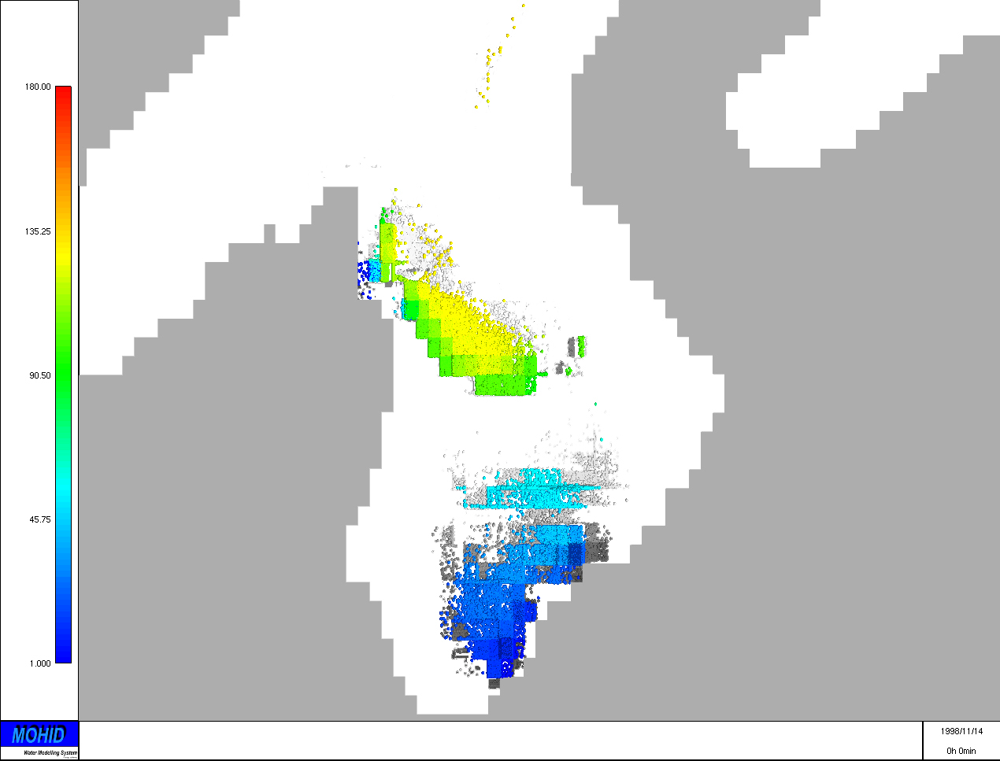 180.00
135.25
90.50
45.75
1.000
MOHID
Water Modelling System
1998/11/14
0h 0min